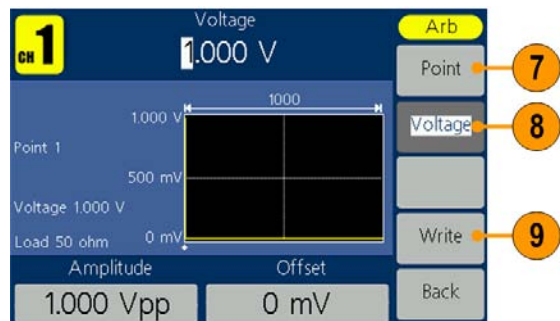 CH 1
Voltage
1.000 V
Arb
Point
7
1000
1.000 V
Voltage
8
Point 1
500 mV
Voltage 1.000 V
Load 50 ohm
0 mV
Write
9
Amplitude
Offset
1.000 Vpp
0 mV
Back